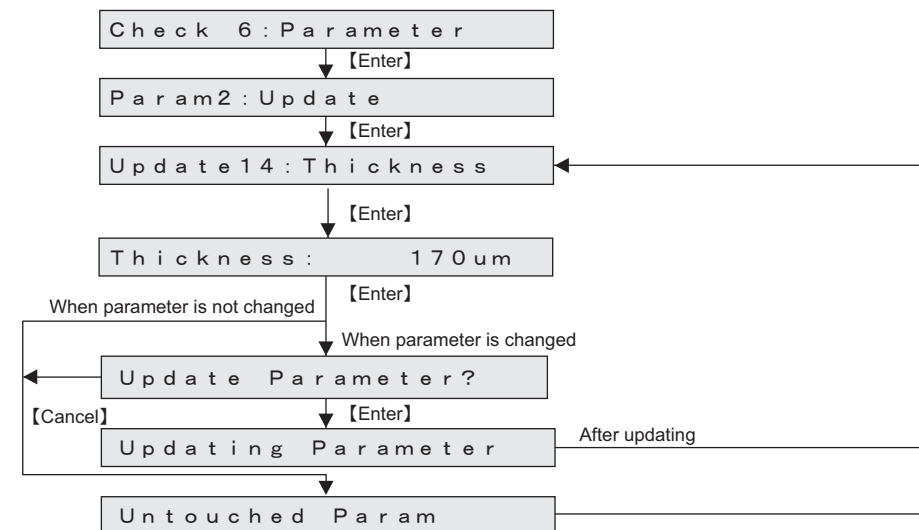 Check 6:Parameter
【Enter】
Param2:Update
【Enter】
Update14:Thickness
【Enter】
Thickness: 170um
【Enter】
When parameter is not changed
When parameter is changed
Update Parameter?
【Cancel】
【Enter】
Updating Parameter
After updating
Untouched Param